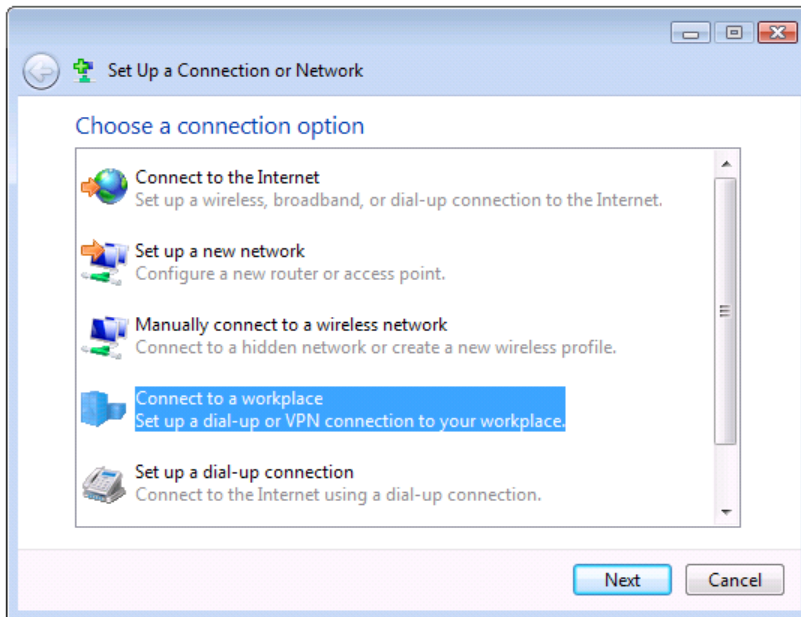 Set Up a Connection or Network
Choose a connection option
Connect to the Internet
Set up a wireless, broadband, or dial-up connection to the Internet.
Set up a new network
Configure a new router or access point.
Manually connect to a wireless network
Connect to a hidden network or create a new wireless profile.
Connect to a workplace
Set up a dial-up or VPN connection to your workplace.
Set up a dial-up connection
Connect to the Internet using a dial-up connection.
Next Cancel